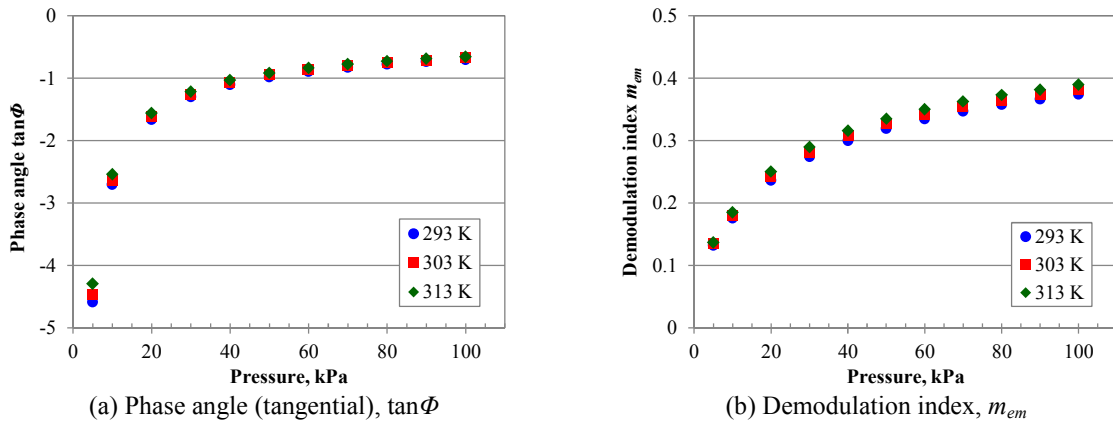 0
-1
-2
-3
-4
-5
Phase angle tanΦ
293 K
303 K
313 K
0 20 40 60 80 100
Pressure, kPa
(a) Phase angle (tangential), tanΦ
0.5
0.4
0.3
0.2
0.1
0
Demodulation index mem
293 K
303 K
313 K
0 20 40 60 80 100
Pressure, kPa
(b) Demodulation index, mem